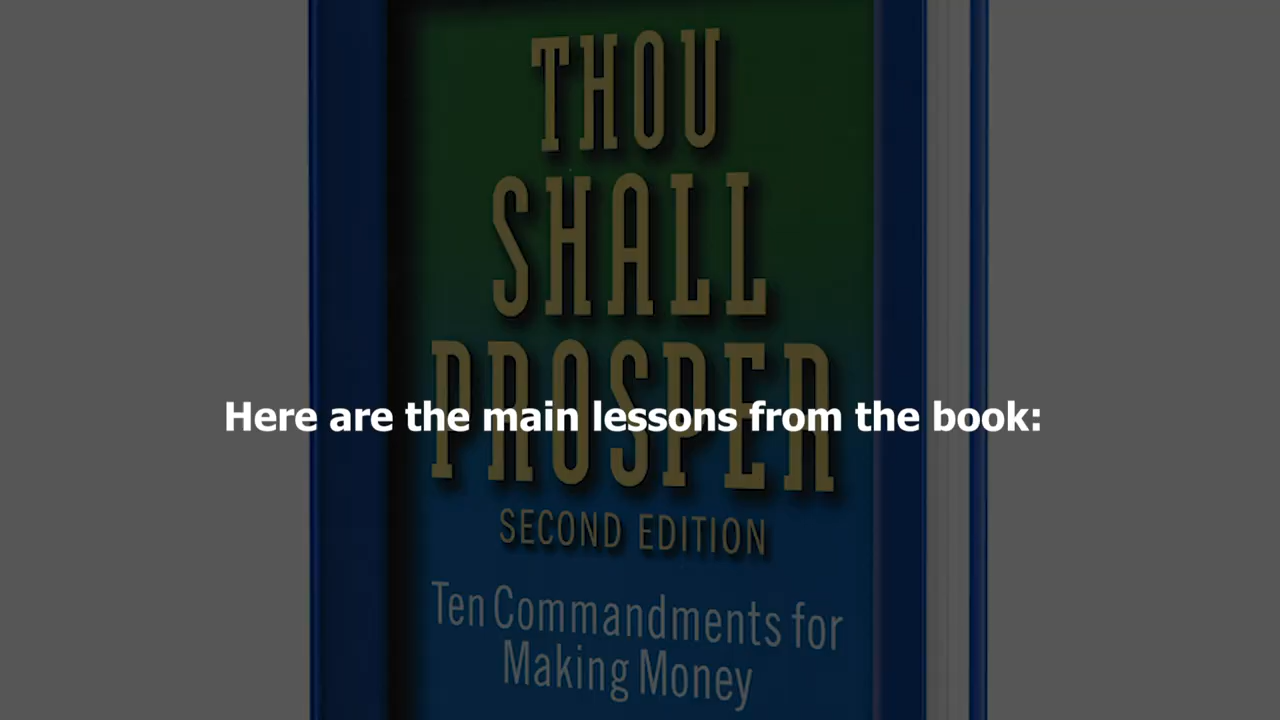 THOU
SHALL
PROSPER
Here are the main lessons from the book:
SECOND EDITION
Ten Commandments for
Making Money